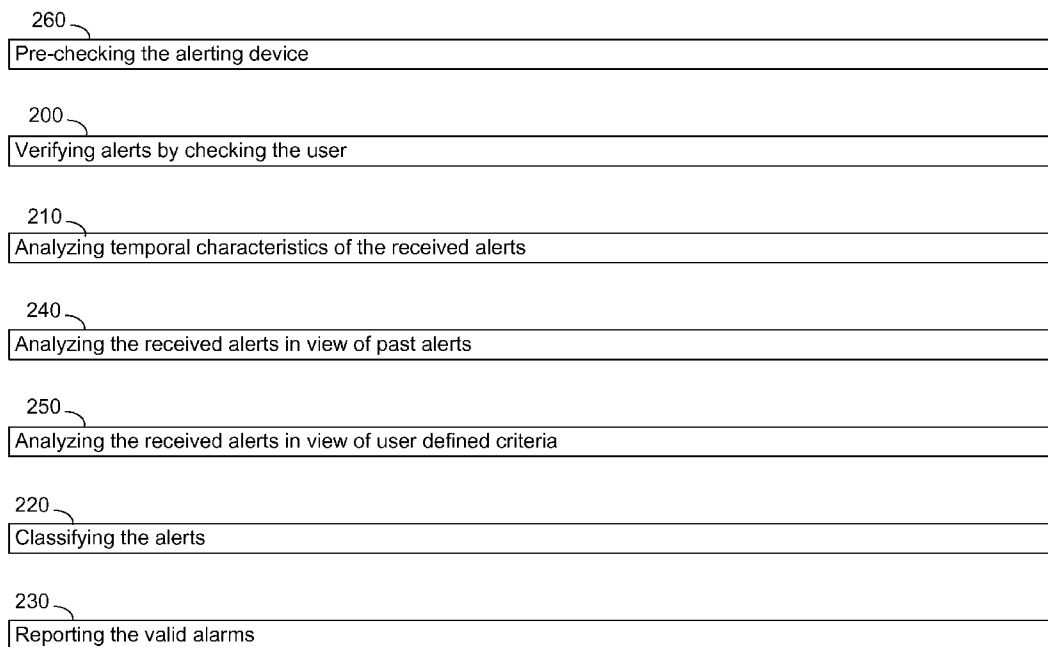 260
Pre-checking the alerting device
200
Verifying alerts by checking the user
210
Analyzing temporal characteristics of the received alerts
240
Analyzing the received alerts in view of past alerts
250
Analyzing the received alerts in view of user defined criteria
220
Classifying the alerts
230
Reporting the valid alarms